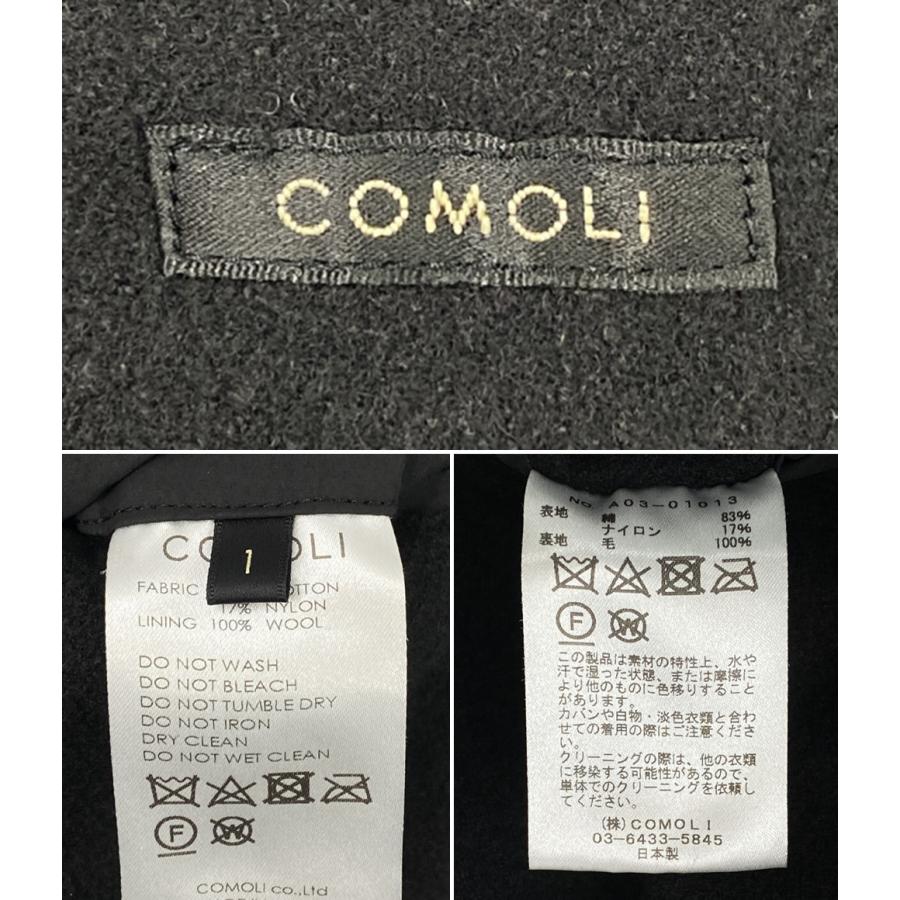 COMOLI
COMOLI
1
FABRIC OTTON
17% NYLON
LINING 100% WOOL
DO NOT WASH
DO NOT BLEACH
DO NOT TUMBLE DRY
DO NOT IRON
DRY CLEAN
DO NOT WET CLEAN
F
W
COMOLI co.,Ltd
No. A03-01013
表地 綿 83%
ナイロン 17%
裏地 毛 100%
F
W
この製品は素材の特性上、水や
汗で湿った状態、または摩擦に
より他のものに色移りすること
があります。
カバンや白物・淡色衣類と合わ
せての着用の際はご注意くださ
い。
クリーニングの際は、他の衣類
に移染する可能性があるので、
単体でのクリーニングを依頼し
てください。
(株)COMOLI
03-6433-5845
日本製